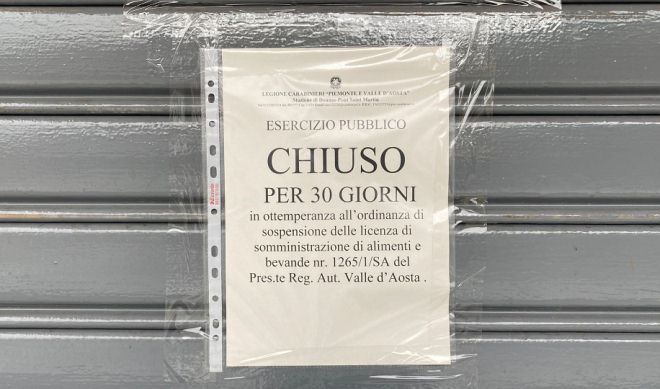 LEGIONE CARABINIERI "PIEMONTE E VALLE D'AOSTA"
Stazione di Donnas-Pont Saint Martin
ESERCIZIO PUBBLICO
CHIUSO
PER 30 GIORNI
in ottemperanza all'ordinanza di
sospensione delle licenza di
somministrazione di alimenti e
bevande nr. 1265/1/SA del
Pres.te Reg. Aut. Valle d'Aosta .